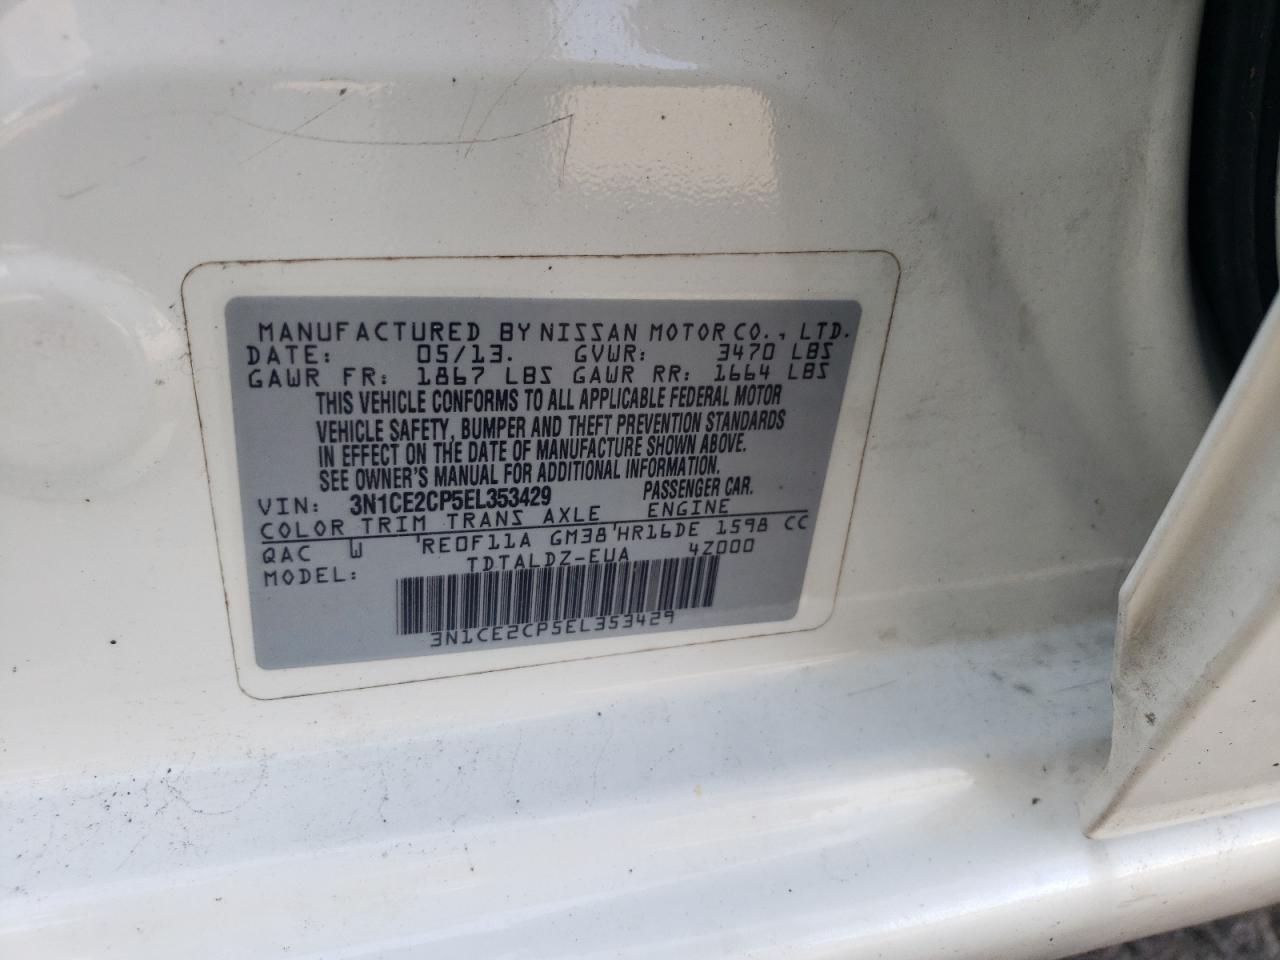 MANUFACTURED BY NISSAN MOTOR CO., LTD.
DATE: 05/13. GVWR: 3470 LBS
GAWR FR: 1867 LBS GAWR RR: 1664 LBS
THIS VEHICLE CONFORMS TO ALL APPLICABLE FEDERAL MOTOR
VEHICLE SAFETY, BUMPER AND THEFT PREVENTION STANDARDS
IN EFFECT ON THE DATE OF MANUFACTURE SHOWN ABOVE.
SEE OWNER'S MANUAL FOR ADDITIONAL INFORMATION.
VIN: 3N1CE2CP5EL353429 PASSENGER CAR.
COLOR TRIM TRANS AXLE ENGINE
QAC W 'RE0F11A GM38'HR16DE 1598 CC
MODEL: TDTALDZ-EUA 4Z000
3N1CE2CP5EL353429